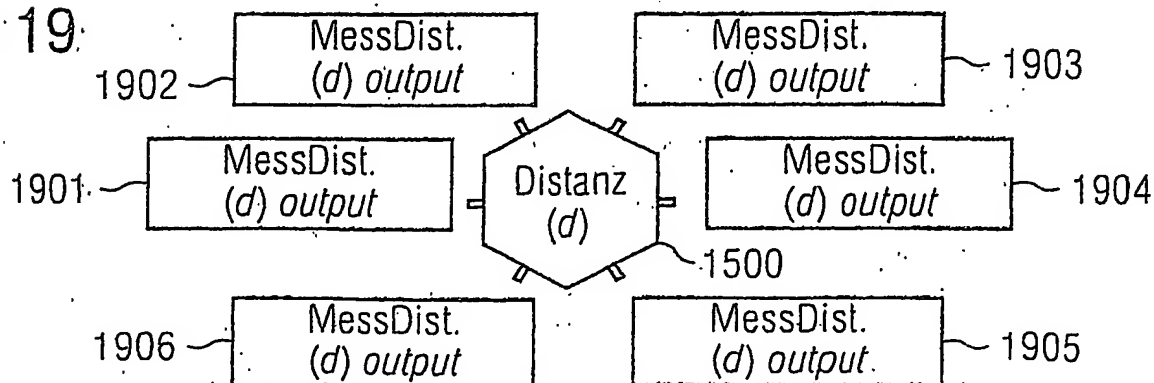 19
MessDist.
(d) output
1902
MessDist.
(d) output
1903
MessDist.
(d) output
1901
Distanz
(d)
MessDist.
(d) output
1904
1500
MessDist.
(d) output
1906
MessDist.
(d) output
1905